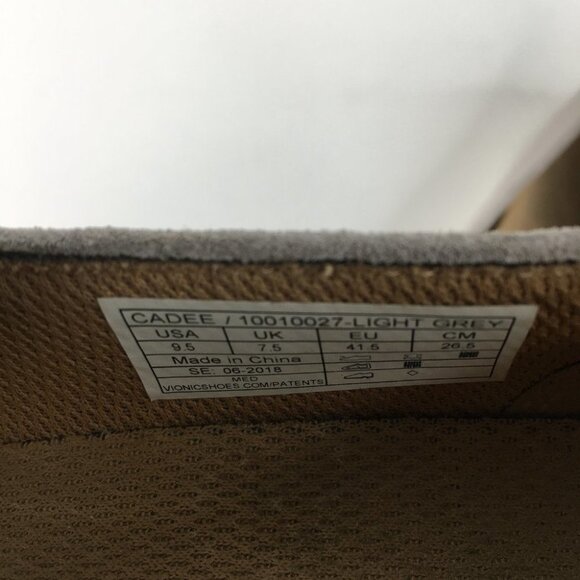 CADEE / 10010027-LIGHT GREY
USA UK EU CM
9.5 7.5 41.5 26.5
Made in China
SE: 06-2018
MED
VIONICSHOES.COM/PATENTS